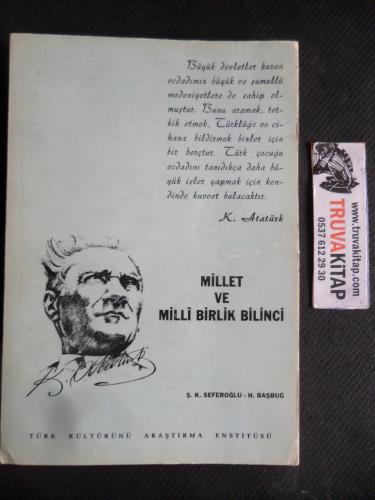 Büyük devletler kuran
ecdadımız büyük ve şumullü
medeniyetlere de sahip ol-
muştur. Bunu aramak, tet-
kik etmek, Türklüğe ve ci-
hana bildirmek bizler için
bir borçtur. Türk çocuğu
ecdadını tanıdıkça daha bü-
yük işler yapmak için ken-
dinde kuvvet bulacaktır.
K. Atatürk
MİLLET
VE
MİLLÎ BİRLİK BİLİNCİ
K. Atatürk
Ş. K. SEFEROĞLU - H. BAŞBUĞ
TÜRK KÜLTÜRÜNÜ ARAŞTIRMA ENSTİTÜSÜ
www.truvakitap.com
TRUVAKİTAP
0537 612 29 30